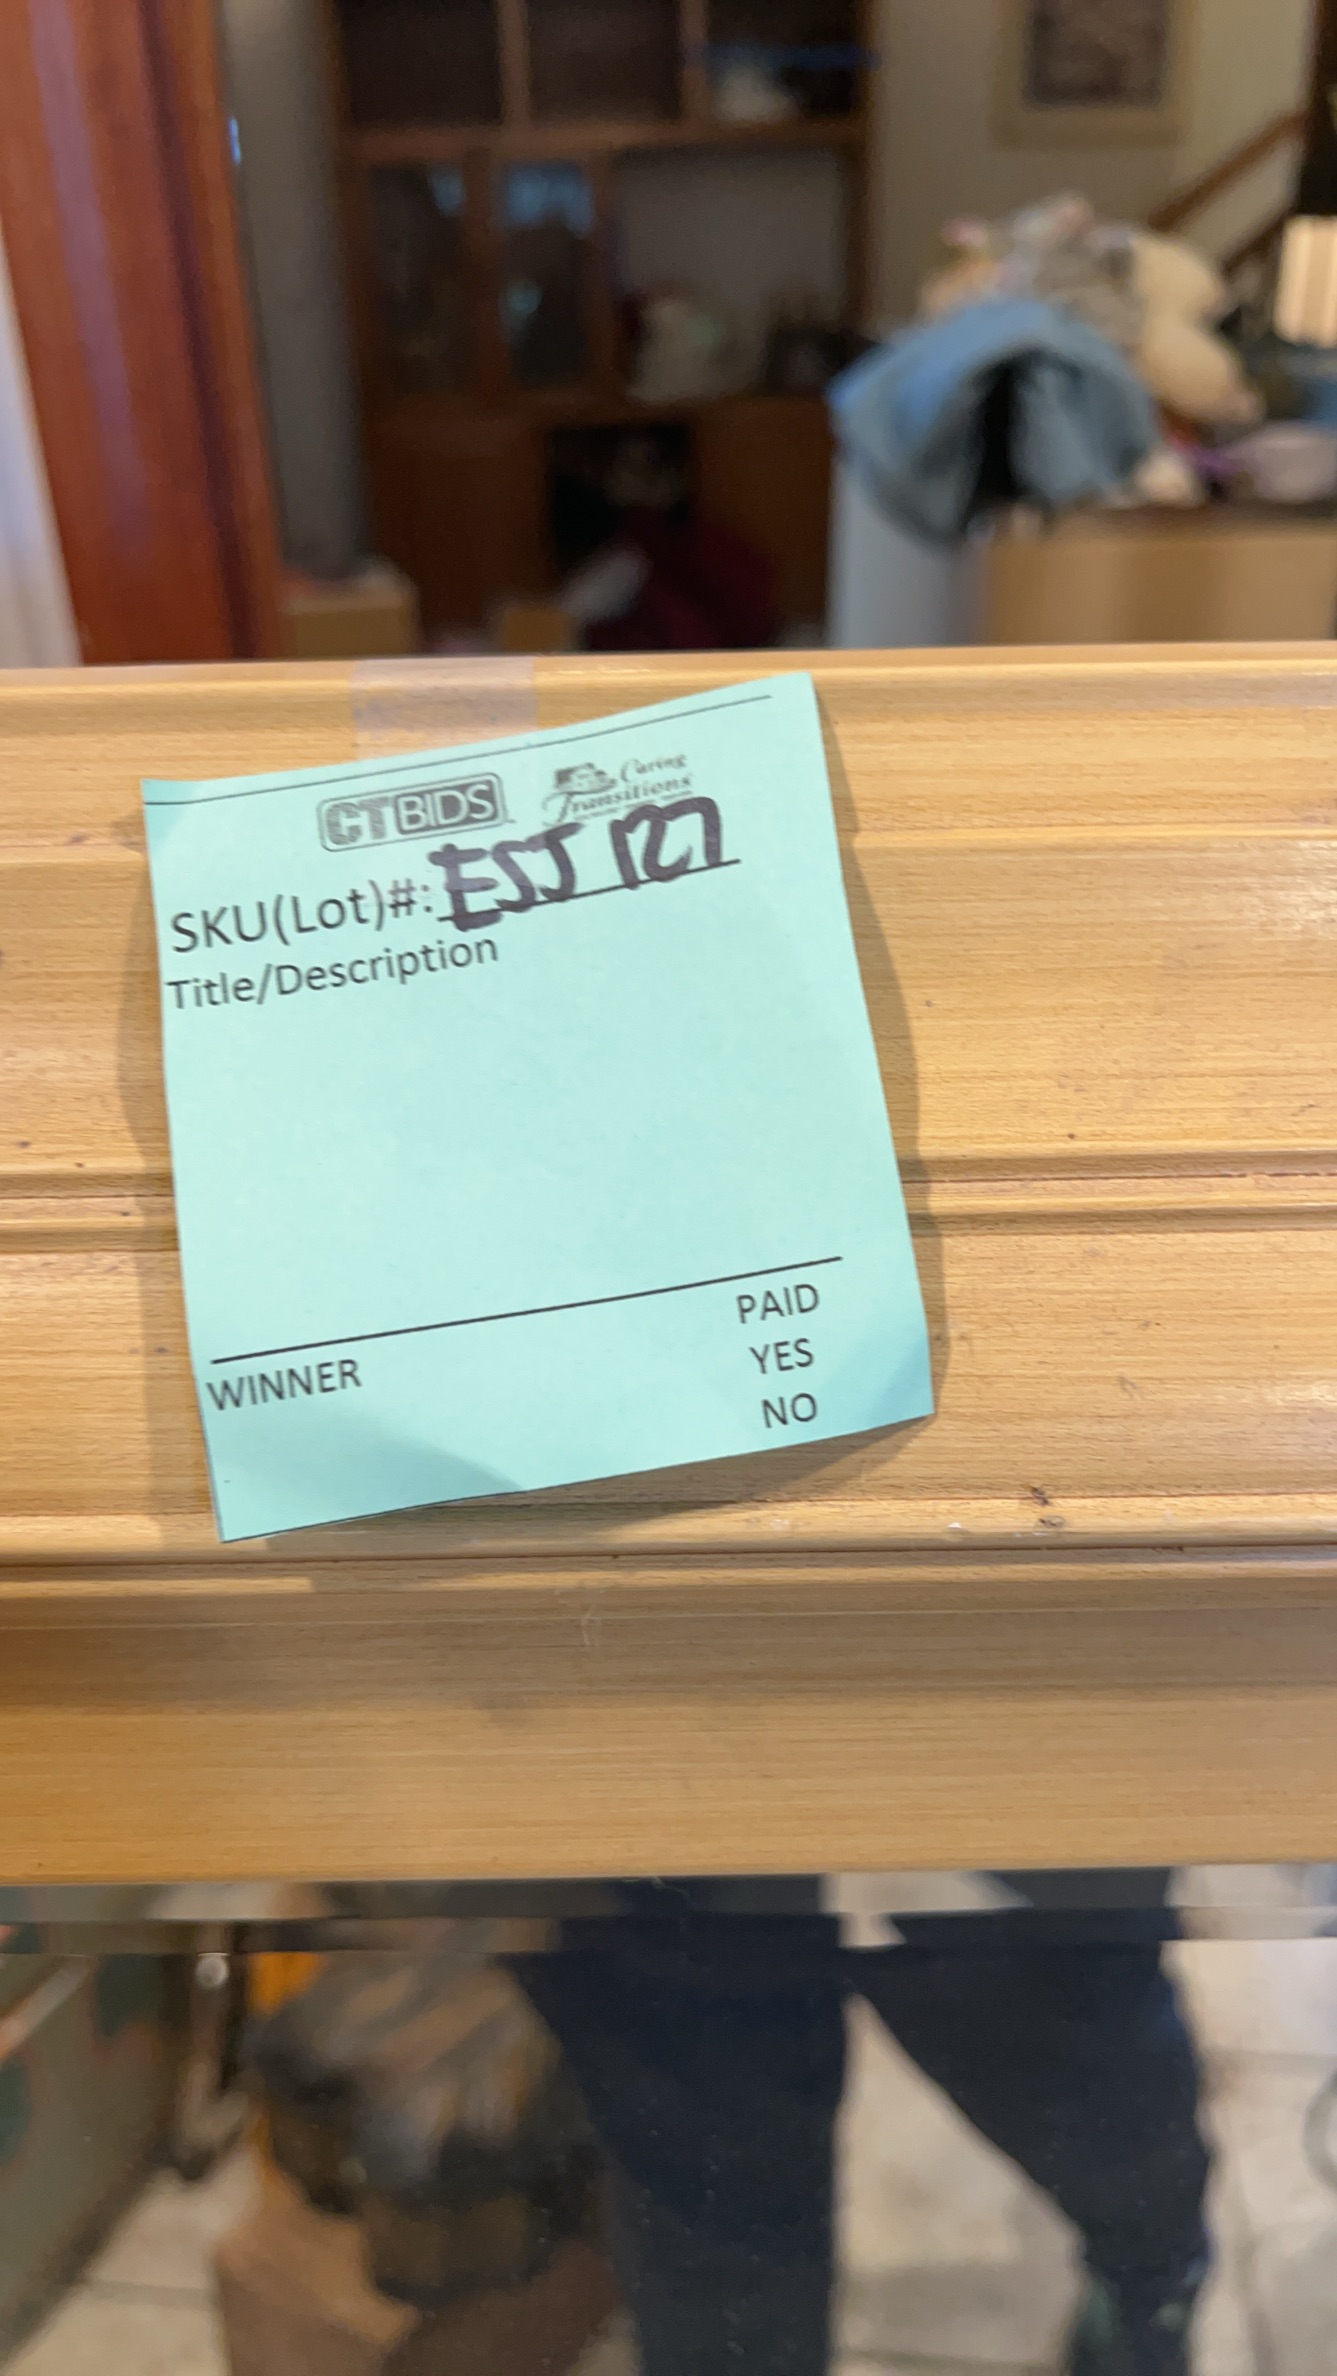 CTBIDS
Caring
Transitions
SKU(Lot)#: ESJ 127
Title/Description
WINNER
PAID
YES
NO